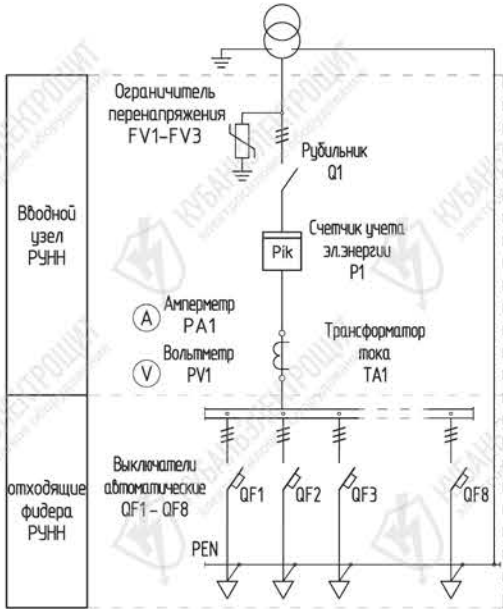 Ограничитель
перенапряжения
FV1-FV3
Рубильник
Q1
Вводной
узел
РУНН
Pik
Счетчик учета
эл.энергии
P1
A
Амперметр
PA1
V
Вольтметр
PV1
Трансформатор
тока
TA1
отходящие
фидера
РУНН
Выключатели
автоматические
QF1 - QF8
QF1
QF2
QF3
QF8
PEN
КУБАНЬЭЛЕКТРОЩИТ